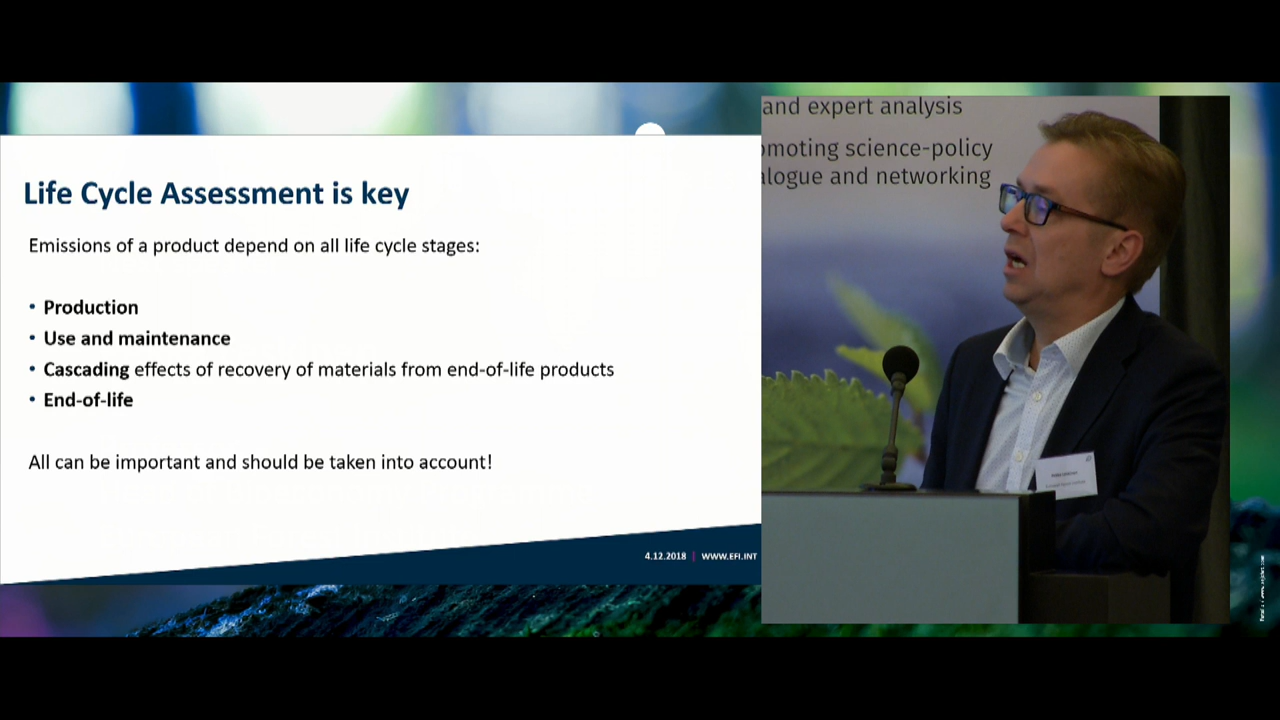 Life Cycle Assessment is key
Emissions of a product depend on all life cycle stages:
• Production
• Use and maintenance
• Cascading effects of recovery of materials from end-of-life products
• End-of-life
All can be important and should be taken into account!
4.12.2018 | WWW.EFI.INT
and expert analysis
omoting science-policy
alogue and networking